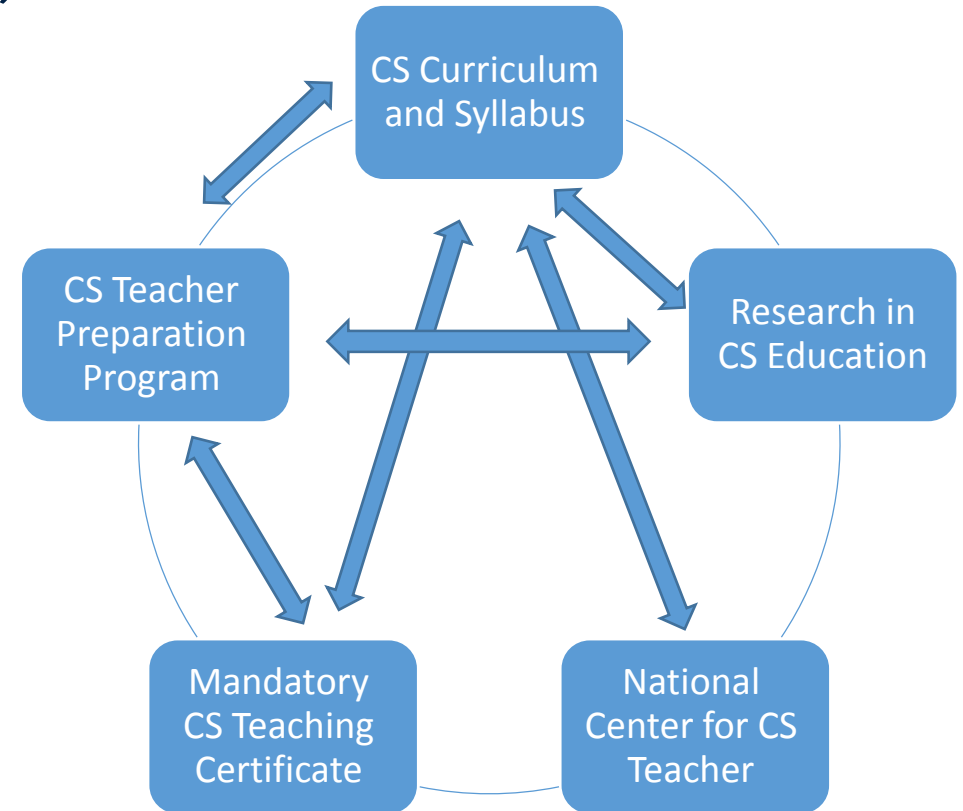 CS Curriculum
and Syllabus
CS Teacher
Preparation
Program
Research in
CS Education
Mandatory
CS Teaching
Certificate
National
Center for CS
Teacher